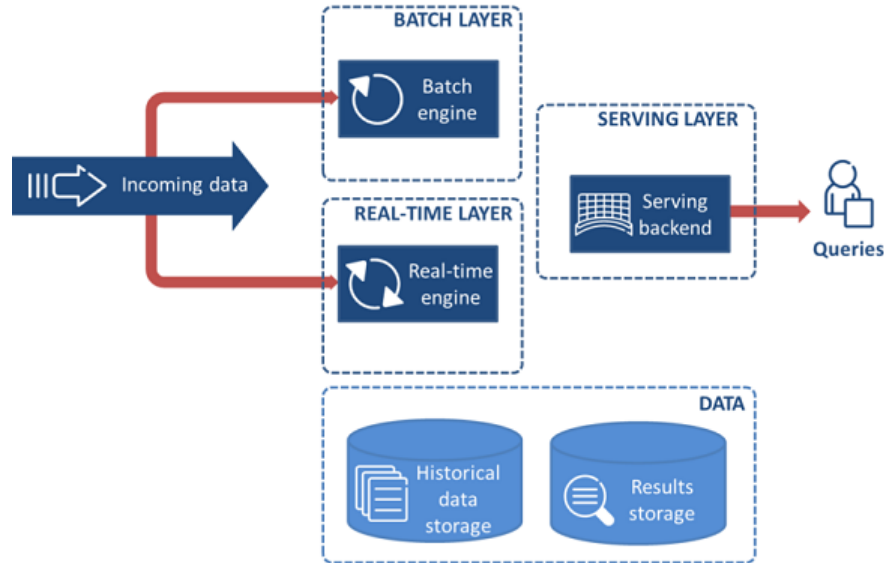 BATCH LAYER
Batch
engine
Incoming data
REAL-TIME LAYER
Real-time
engine
SERVING LAYER
Serving
backend
Queries
DATA
Historical
data
storage
Results
storage